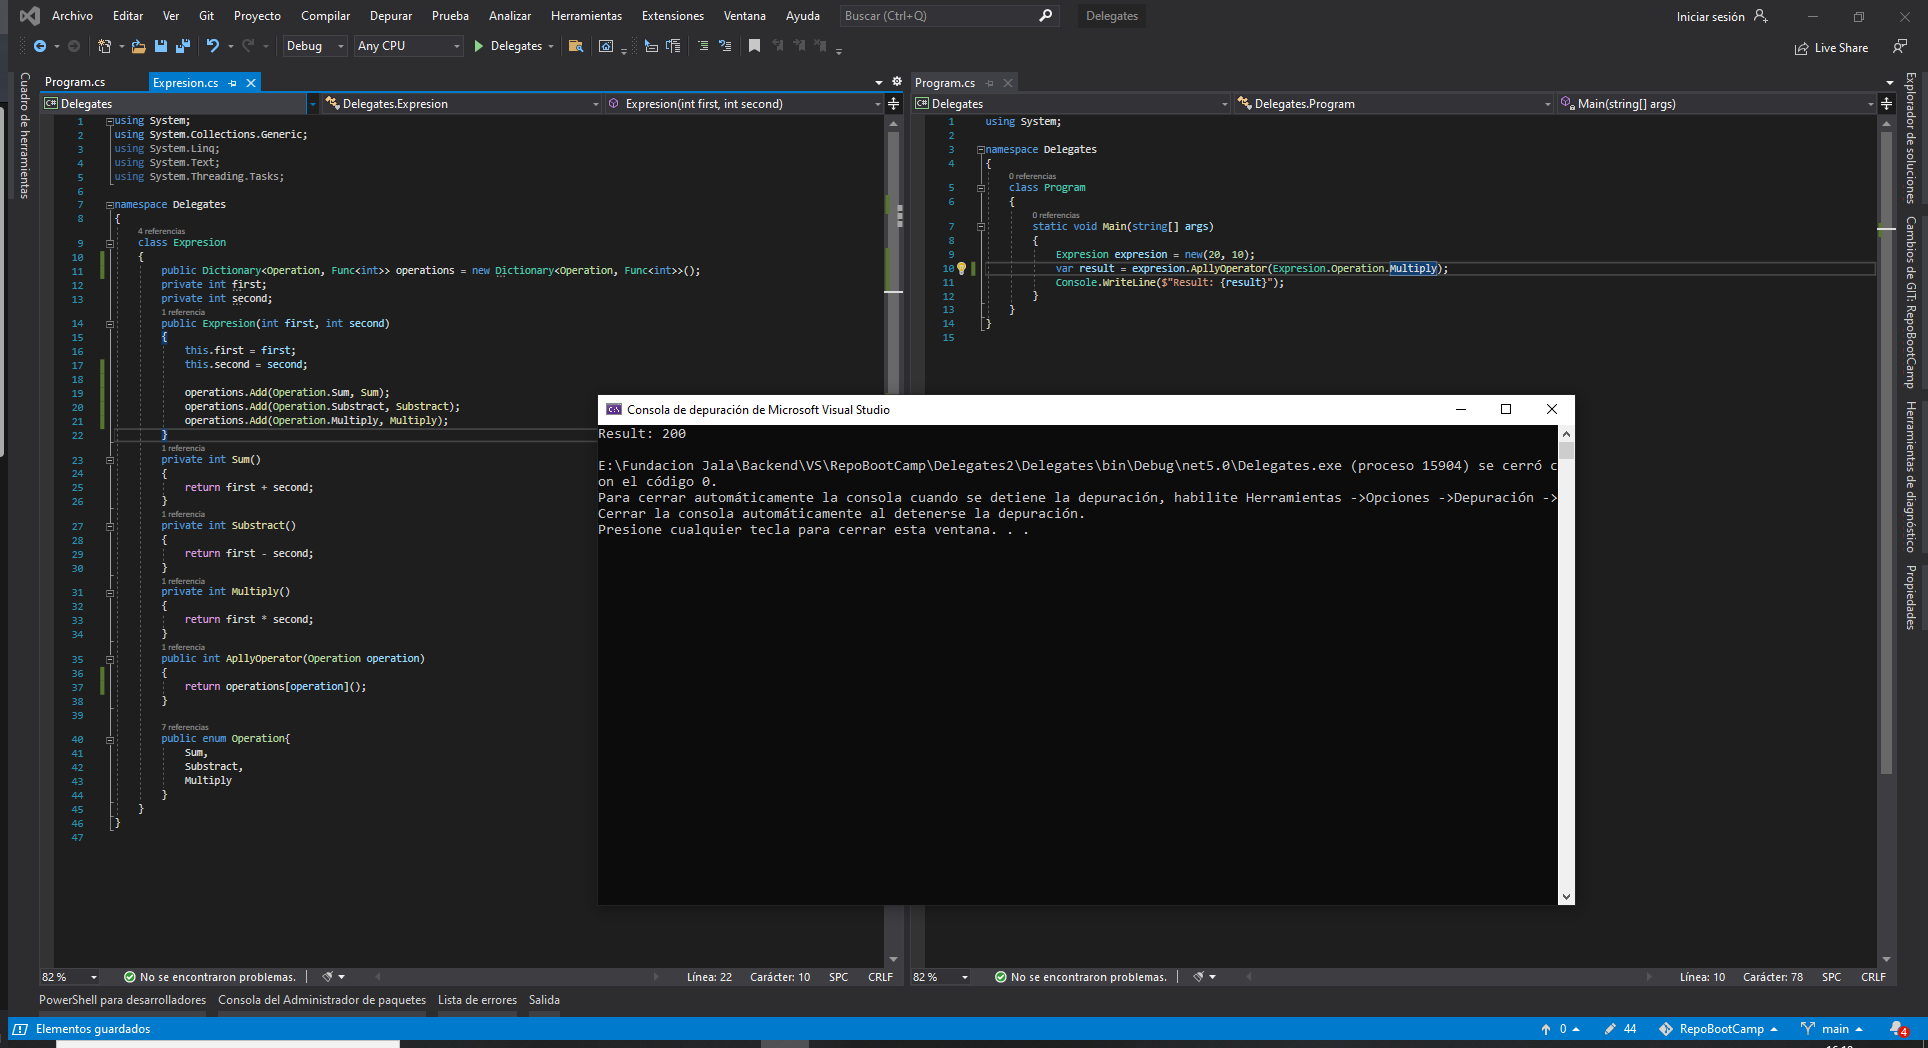 Archivo Editar Ver Git Proyecto Compilar Depurar Prueba Analizar Herramientas Extensiones Ventana Ayuda Buscar (Ctrl+Q) Delegates Iniciar sesión
Debug Any CPU Delegates Live Share
Cuadro de herramientas
Program.cs Expresion.cs
Delegates Delegates.Expresion Expresion(int first, int second)
1 using System;
2 using System.Collections.Generic;
3 using System.Linq;
4 using System.Text;
5 using System.Threading.Tasks;
6
7 namespace Delegates
8 {
4 referencias
9 class Expresion
10 {
11 public Dictionary<Operation, Func<int>> operations = new Dictionary<Operation, Func<int>>();
12 private int first;
13 private int second;
1 referencia
14 public Expresion(int first, int second)
15 {
16 this.first = first;
17 this.second = second;
18
19 operations.Add(Operation.Sum, Sum);
20 operations.Add(Operation.Substract, Substract);
21 operations.Add(Operation.Multiply, Multiply);
22 }
1 referencia
23 private int Sum()
24 {
25 return first + second;
26 }
1 referencia
27 private int Substract()
28 {
29 return first - second;
30 }
1 referencia
31 private int Multiply()
32 {
33 return first * second;
34 }
1 referencia
35 public int ApllyOperator(Operation operation)
36 {
37 return operations[operation]();
38 }
39
7 referencias
40 public enum Operation{
41 Sum,
42 Substract,
43 Multiply
44 }
45 }
46 }
47
82 % No se encontraron problemas. Línea: 22 Carácter: 10 SPC CRLF
Program.cs
C# Delegates Delegates.Program Main(string[] args)
1 using System;
2
3 namespace Delegates
4 {
0 referencias
5 class Program
6 {
0 referencias
7 static void Main(string[] args)
8 {
9 Expresion expresion = new(20, 10);
10 var result = expresion.ApllyOperator(Expresion.Operation.Multiply);
11 Console.WriteLine($"Result: {result}");
12 }
13 }
14 }
15
82 % No se encontraron problemas. Línea: 10 Carácter: 78 SPC CRLF
Consola de depuración de Microsoft Visual Studio
Result: 200
E:\Fundacion Jala\Backend\VS\RepoBootCamp\Delegates2\Delegates\bin\Debug\net5.0\Delegates.exe (proceso 15904) se cerró c
on el código 0.
Para cerrar automáticamente la consola cuando se detiene la depuración, habilite Herramientas ->Opciones ->Depuración ->
Cerrar la consola automáticamente al detenerse la depuración.
Presione cualquier tecla para cerrar esta ventana. . .
Explorador de soluciones
Cambios de GIT: RepoBootCamp
Herramientas de diagnóstico
Propiedades
PowerShell para desarrolladores Consola del Administrador de paquetes Lista de errores Salida
Elementos guardados 0 44 RepoBootCamp main 4